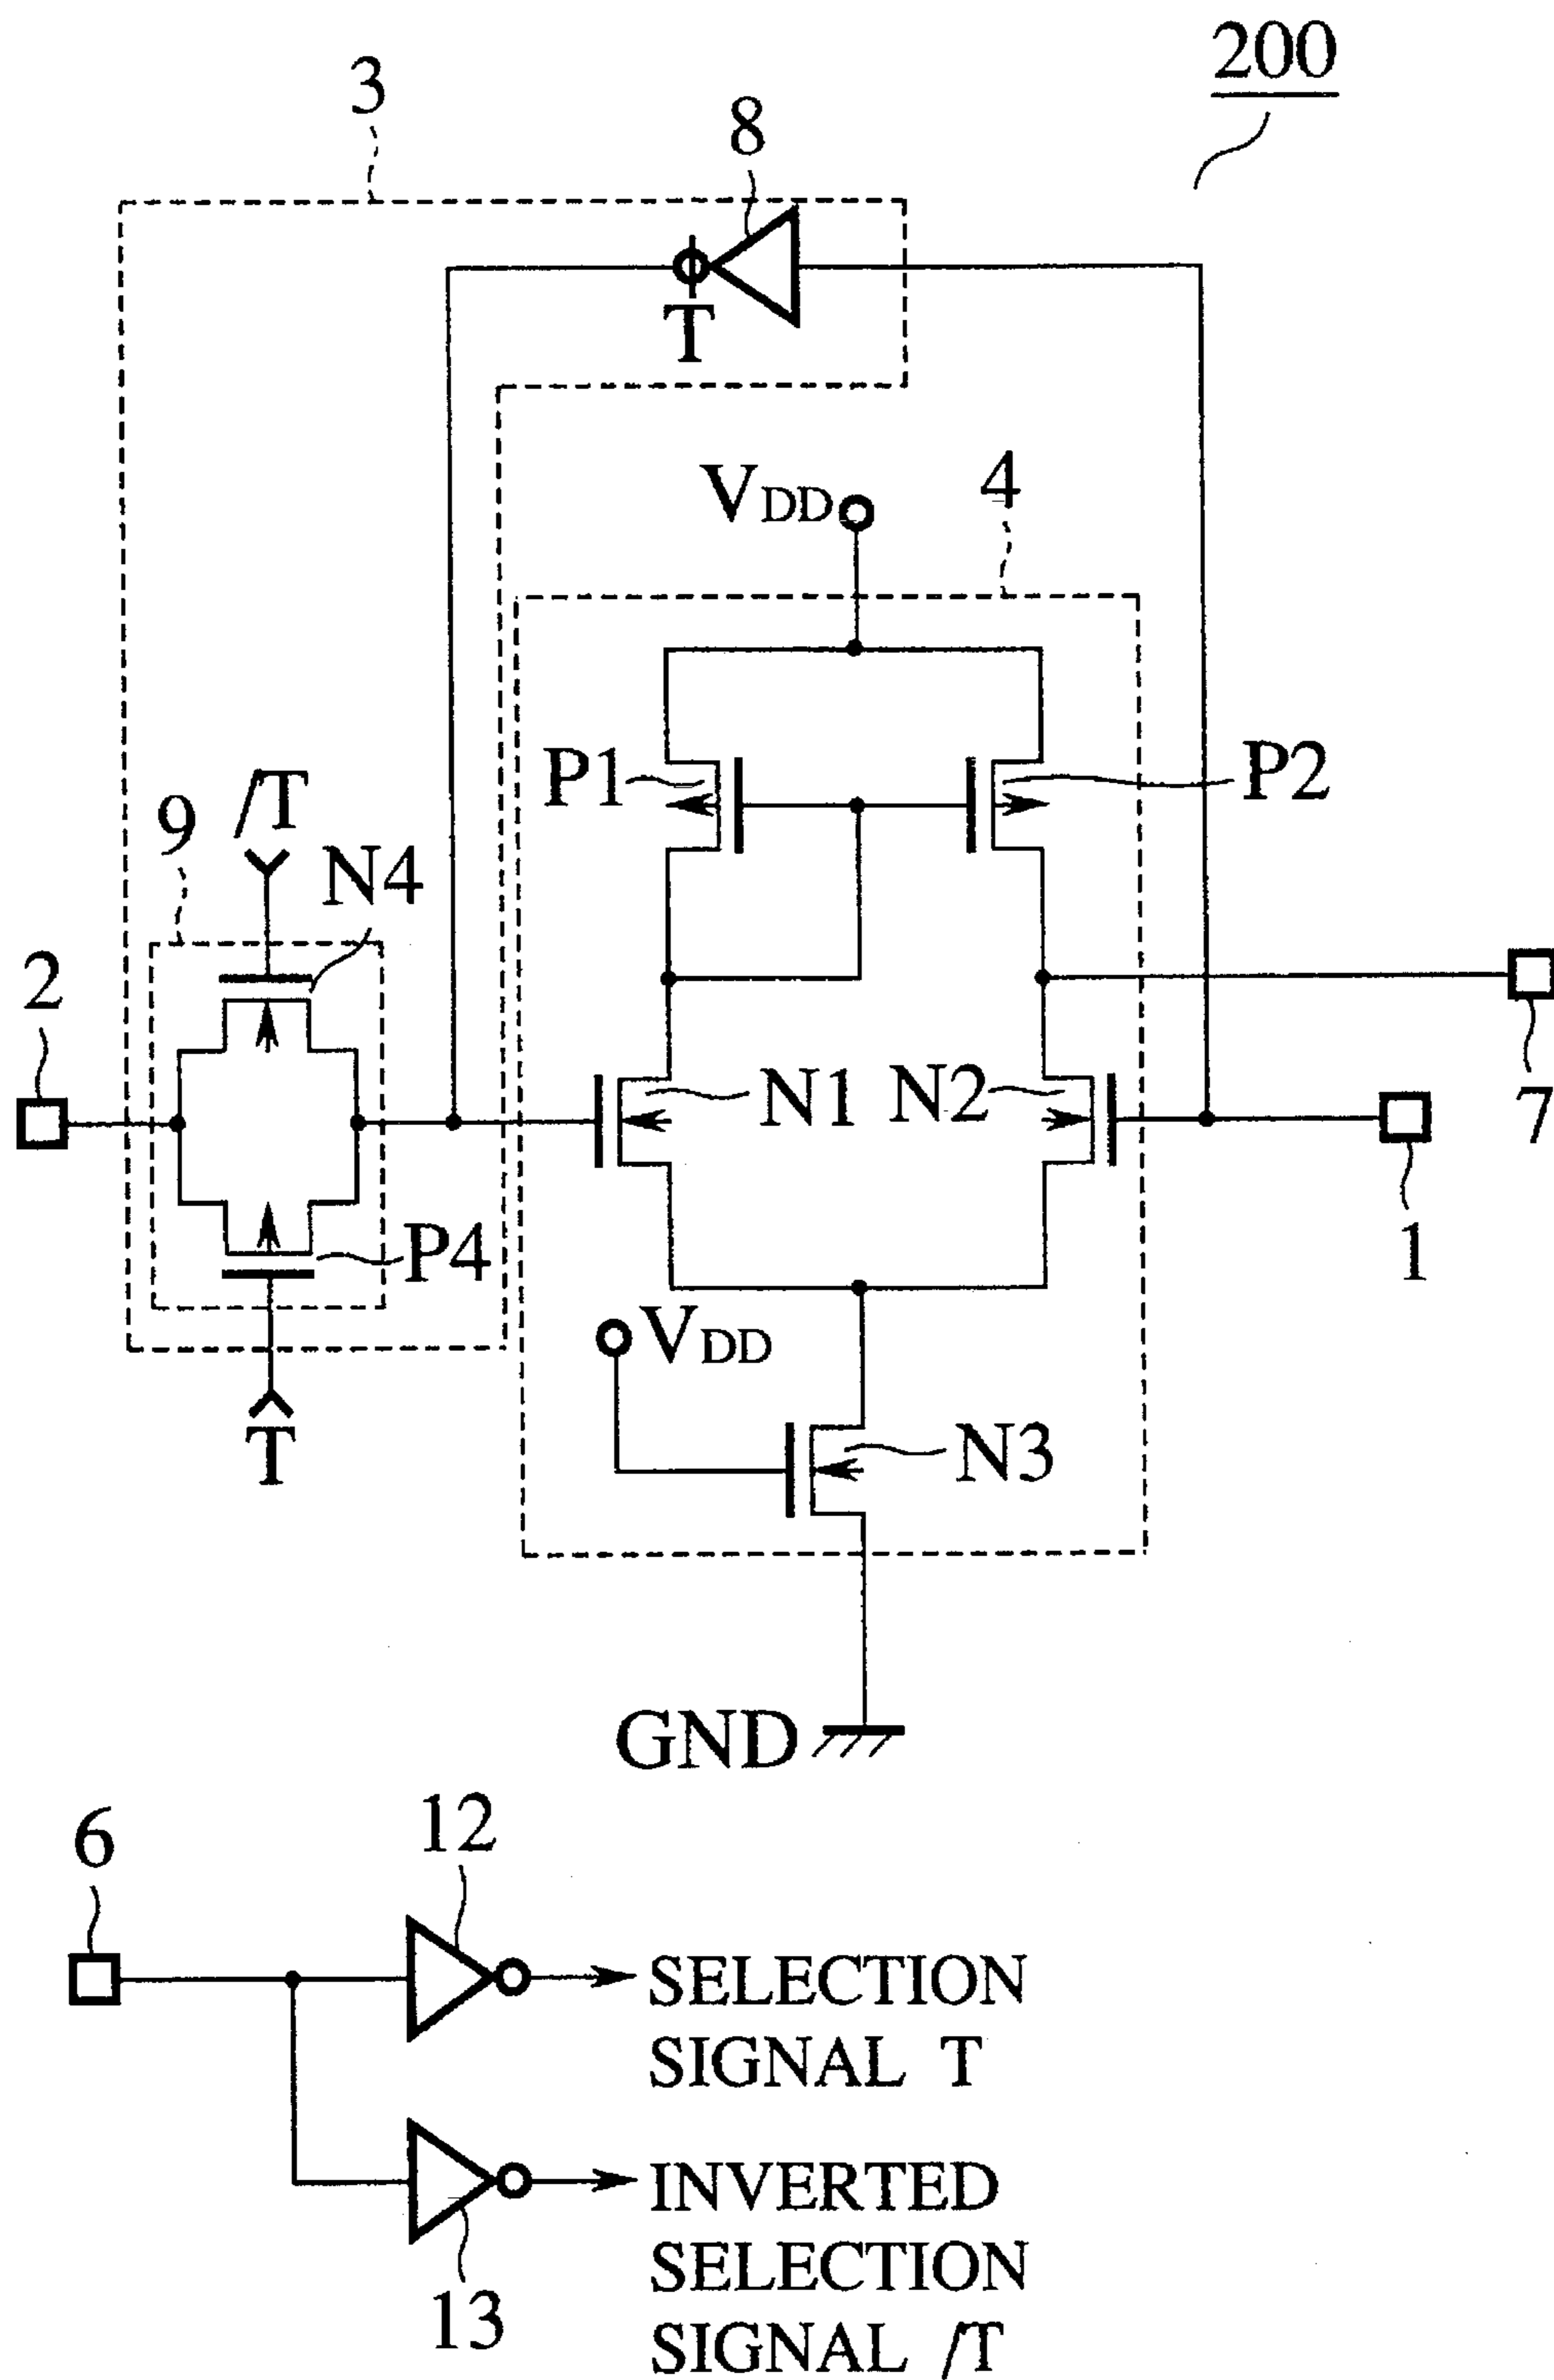 200
3
8
T
VDD
4
P1
P2
9
/T
N4
2
N1
N2
7
P4
1
VDD
T
N3
GND
6
12
SELECTION
SIGNAL T
INVERTED
SELECTION
SIGNAL /T
13